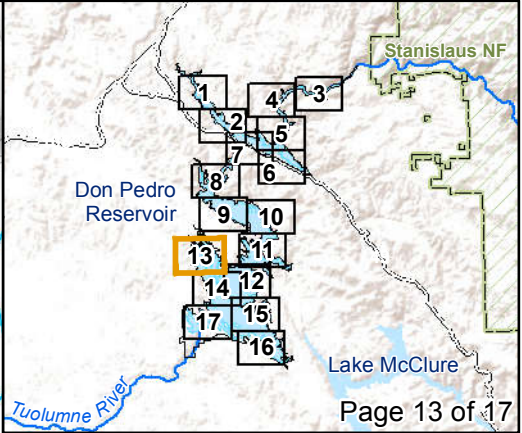 Stanislaus NF
1
4
3
2
5
7
6
8
Don Pedro
Reservoir
9
10
13
11
14
12
17
15
16
Lake McClure
Tuolumne River
Page 13 of 17